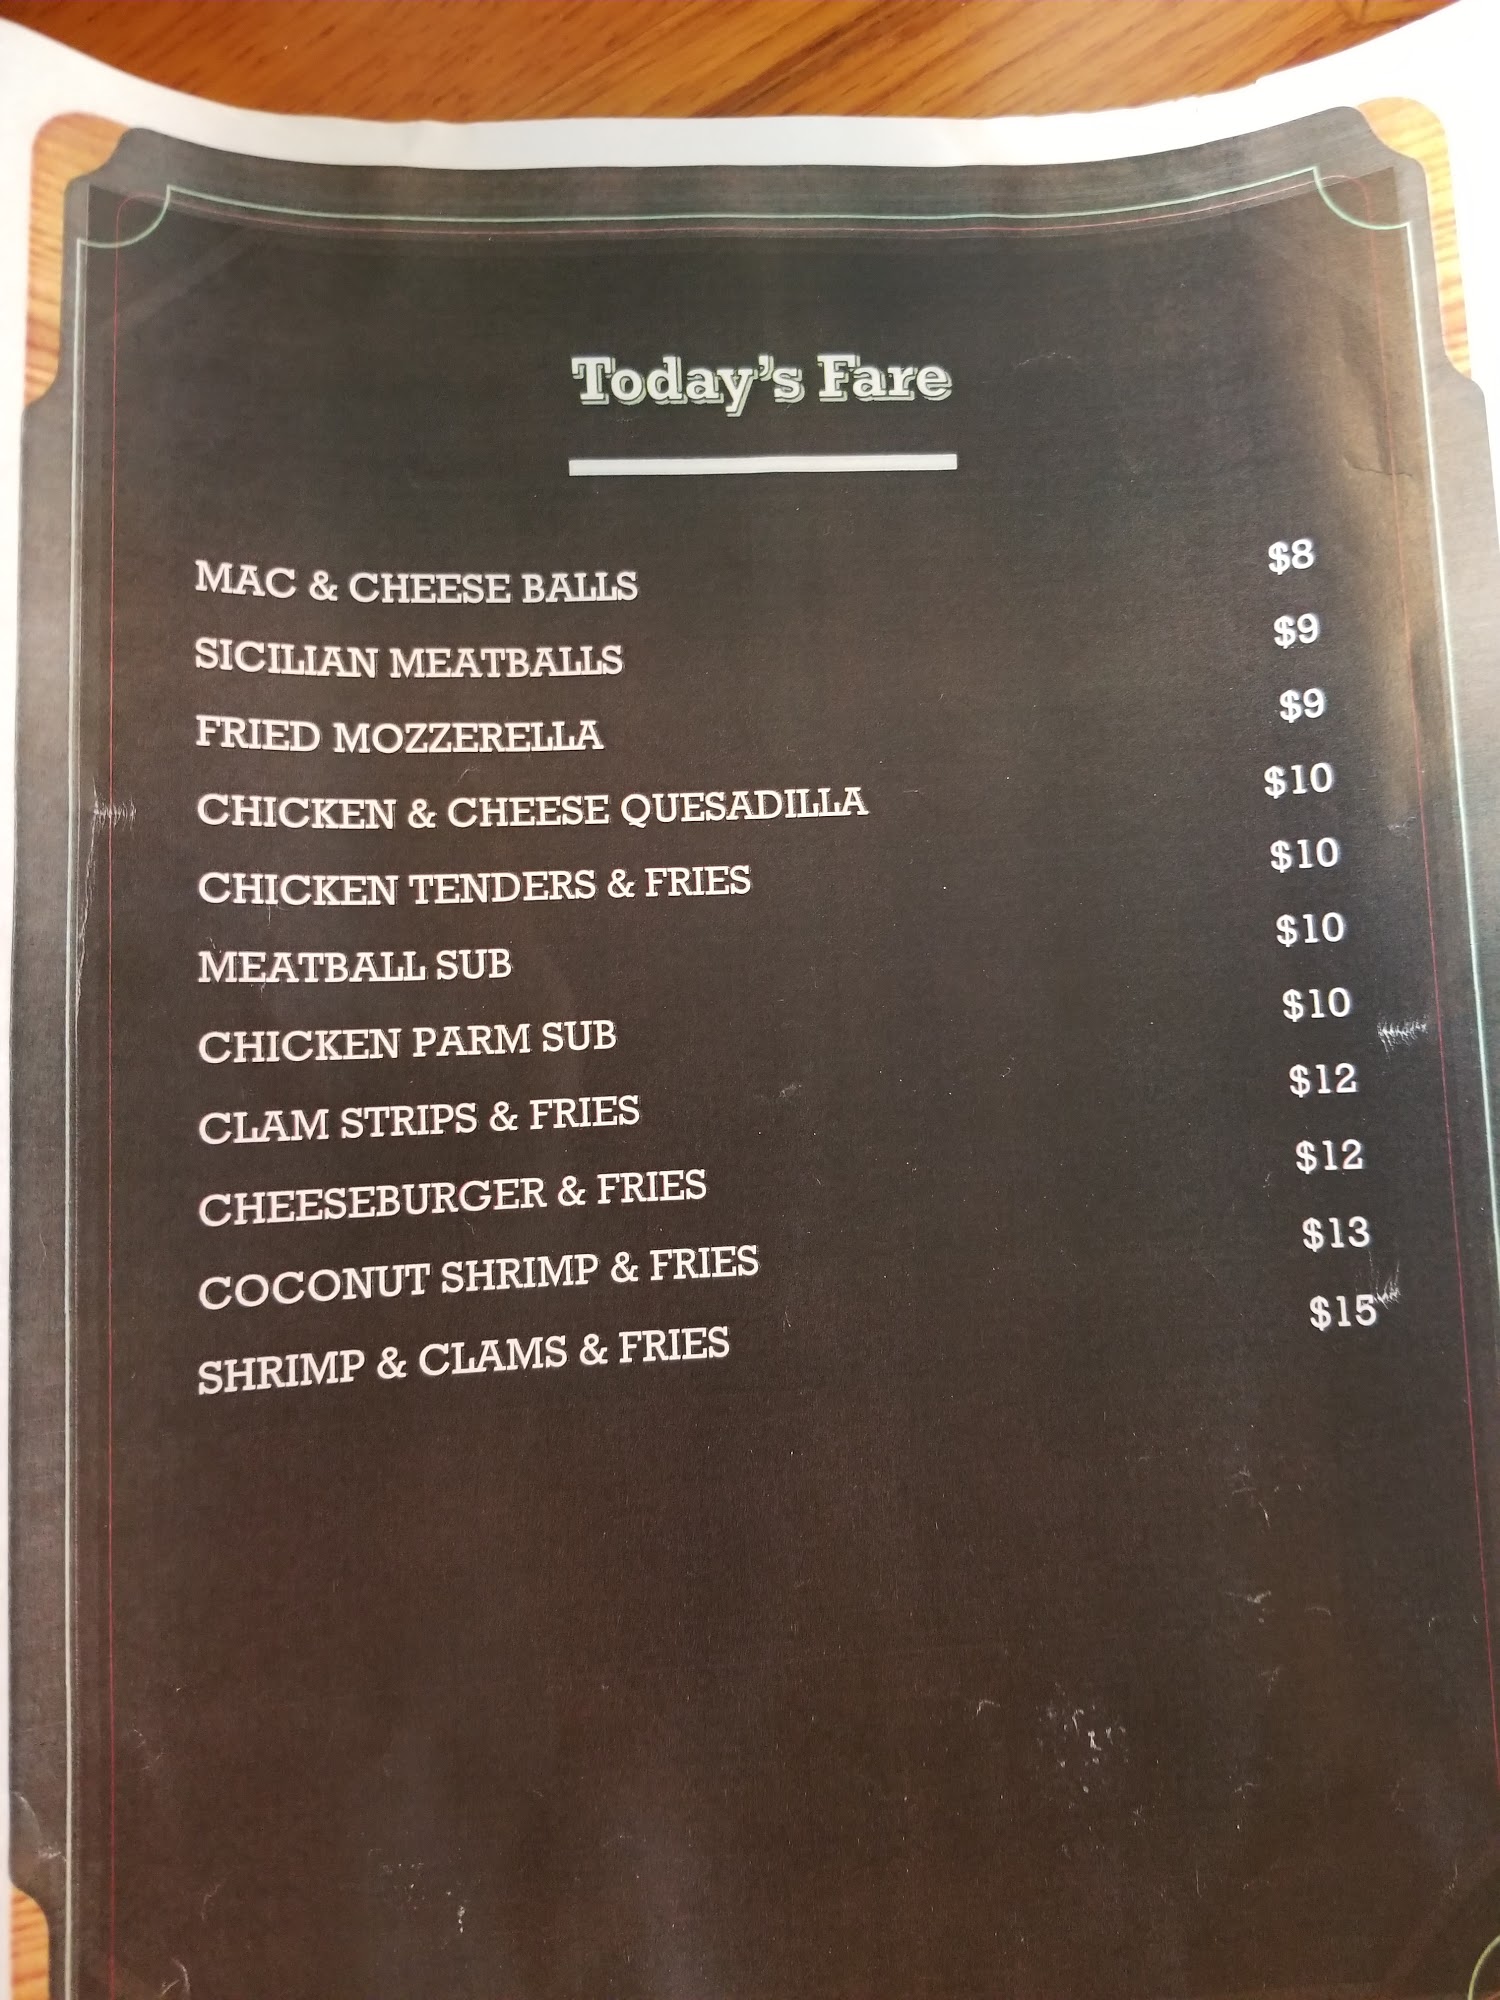 Today's Fare
MAC & CHEESE BALLS $8
SICILIAN MEATBALLS $9
FRIED MOZZERELLA $9
CHICKEN & CHEESE QUESADILLA $10
CHICKEN TENDERS & FRIES $10
MEATBALL SUB $10
CHICKEN PARM SUB $10
CLAM STRIPS & FRIES $12
CHEESEBURGER & FRIES $12
COCONUT SHRIMP & FRIES $13
SHRIMP & CLAMS & FRIES $15